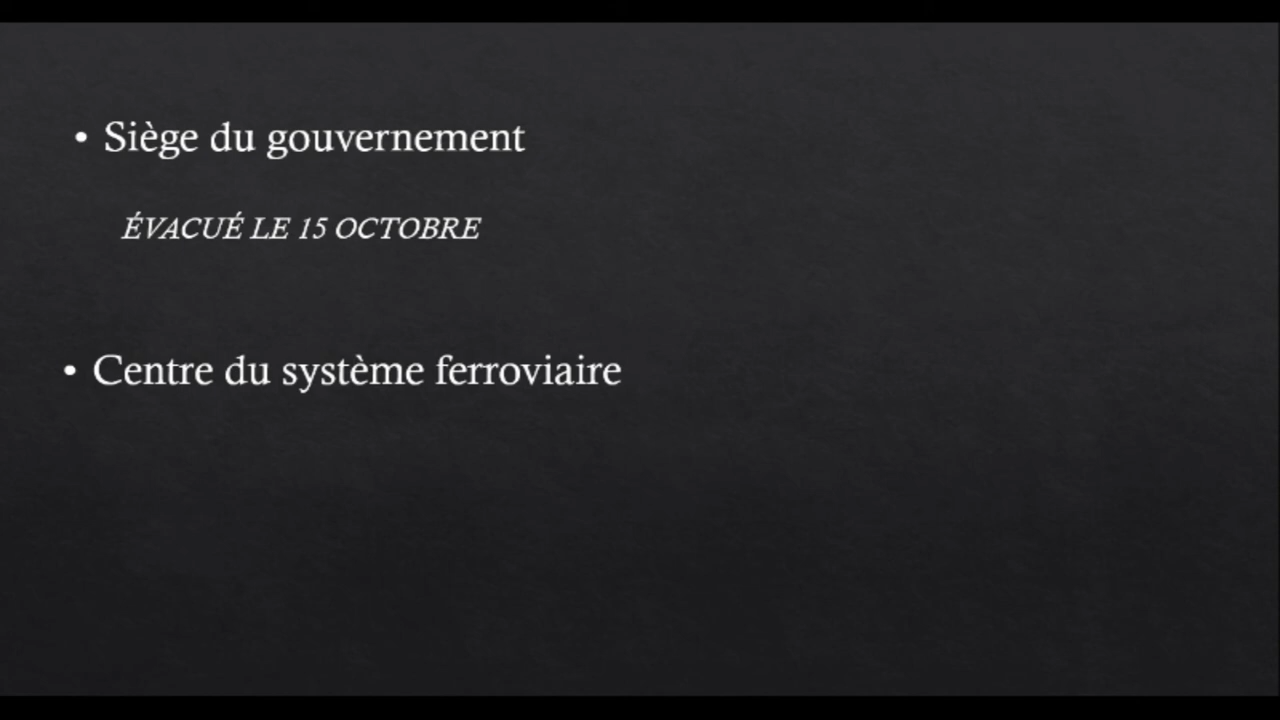 • Siège du gouvernement
ÉVACUÉ LE 15 OCTOBRE
• Centre du système ferroviaire